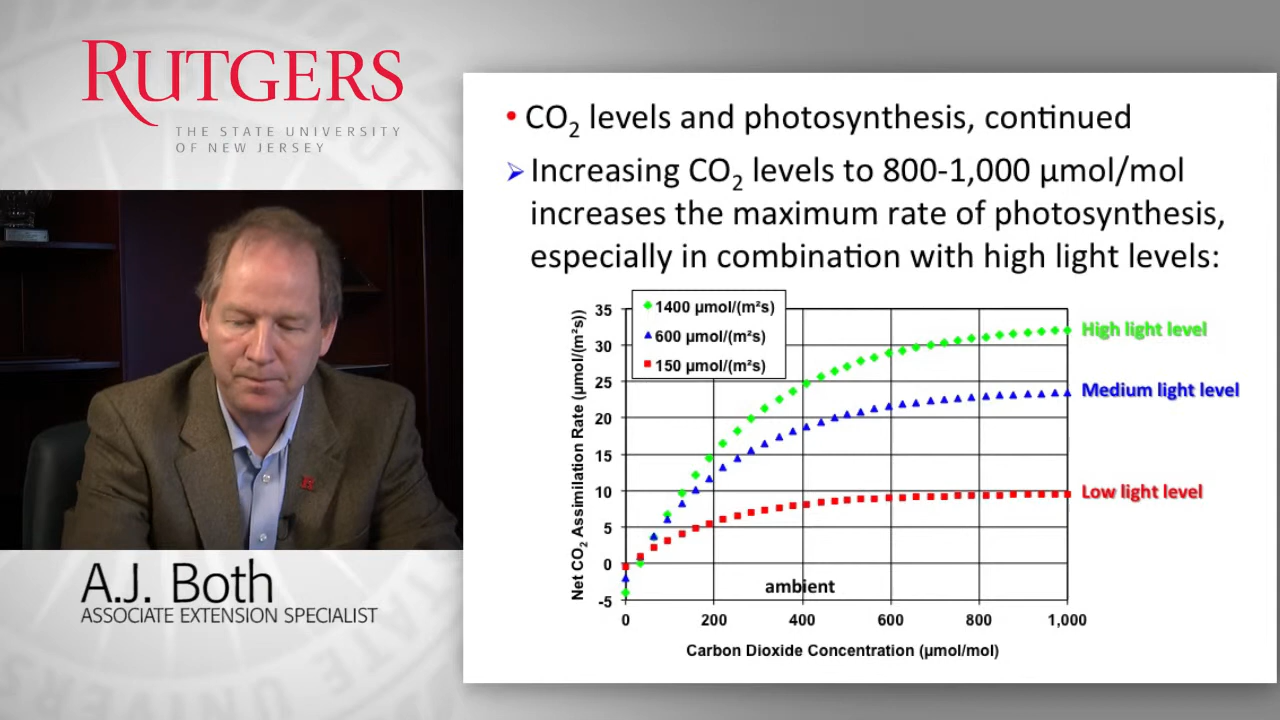 RUTGERS
THE STATE UNIVERSITY
OF NEW JERSEY
A.J. Both
ASSOCIATE EXTENSION SPECIALIST
• CO₂ levels and photosynthesis, continued
➢ Increasing CO₂ levels to 800-1,000 µmol/mol
increases the maximum rate of photosynthesis,
especially in combination with high light levels:
1400 µmol/(m²s)
600 µmol/(m²s)
150 µmol/(m²s)
Net CO₂ Assimilation Rate (µmol/(m²s))
35
30
25
20
15
10
5
0
-5
High light level
Medium light level
Low light level
ambient
0 200 400 600 800 1,000
Carbon Dioxide Concentration (µmol/mol)